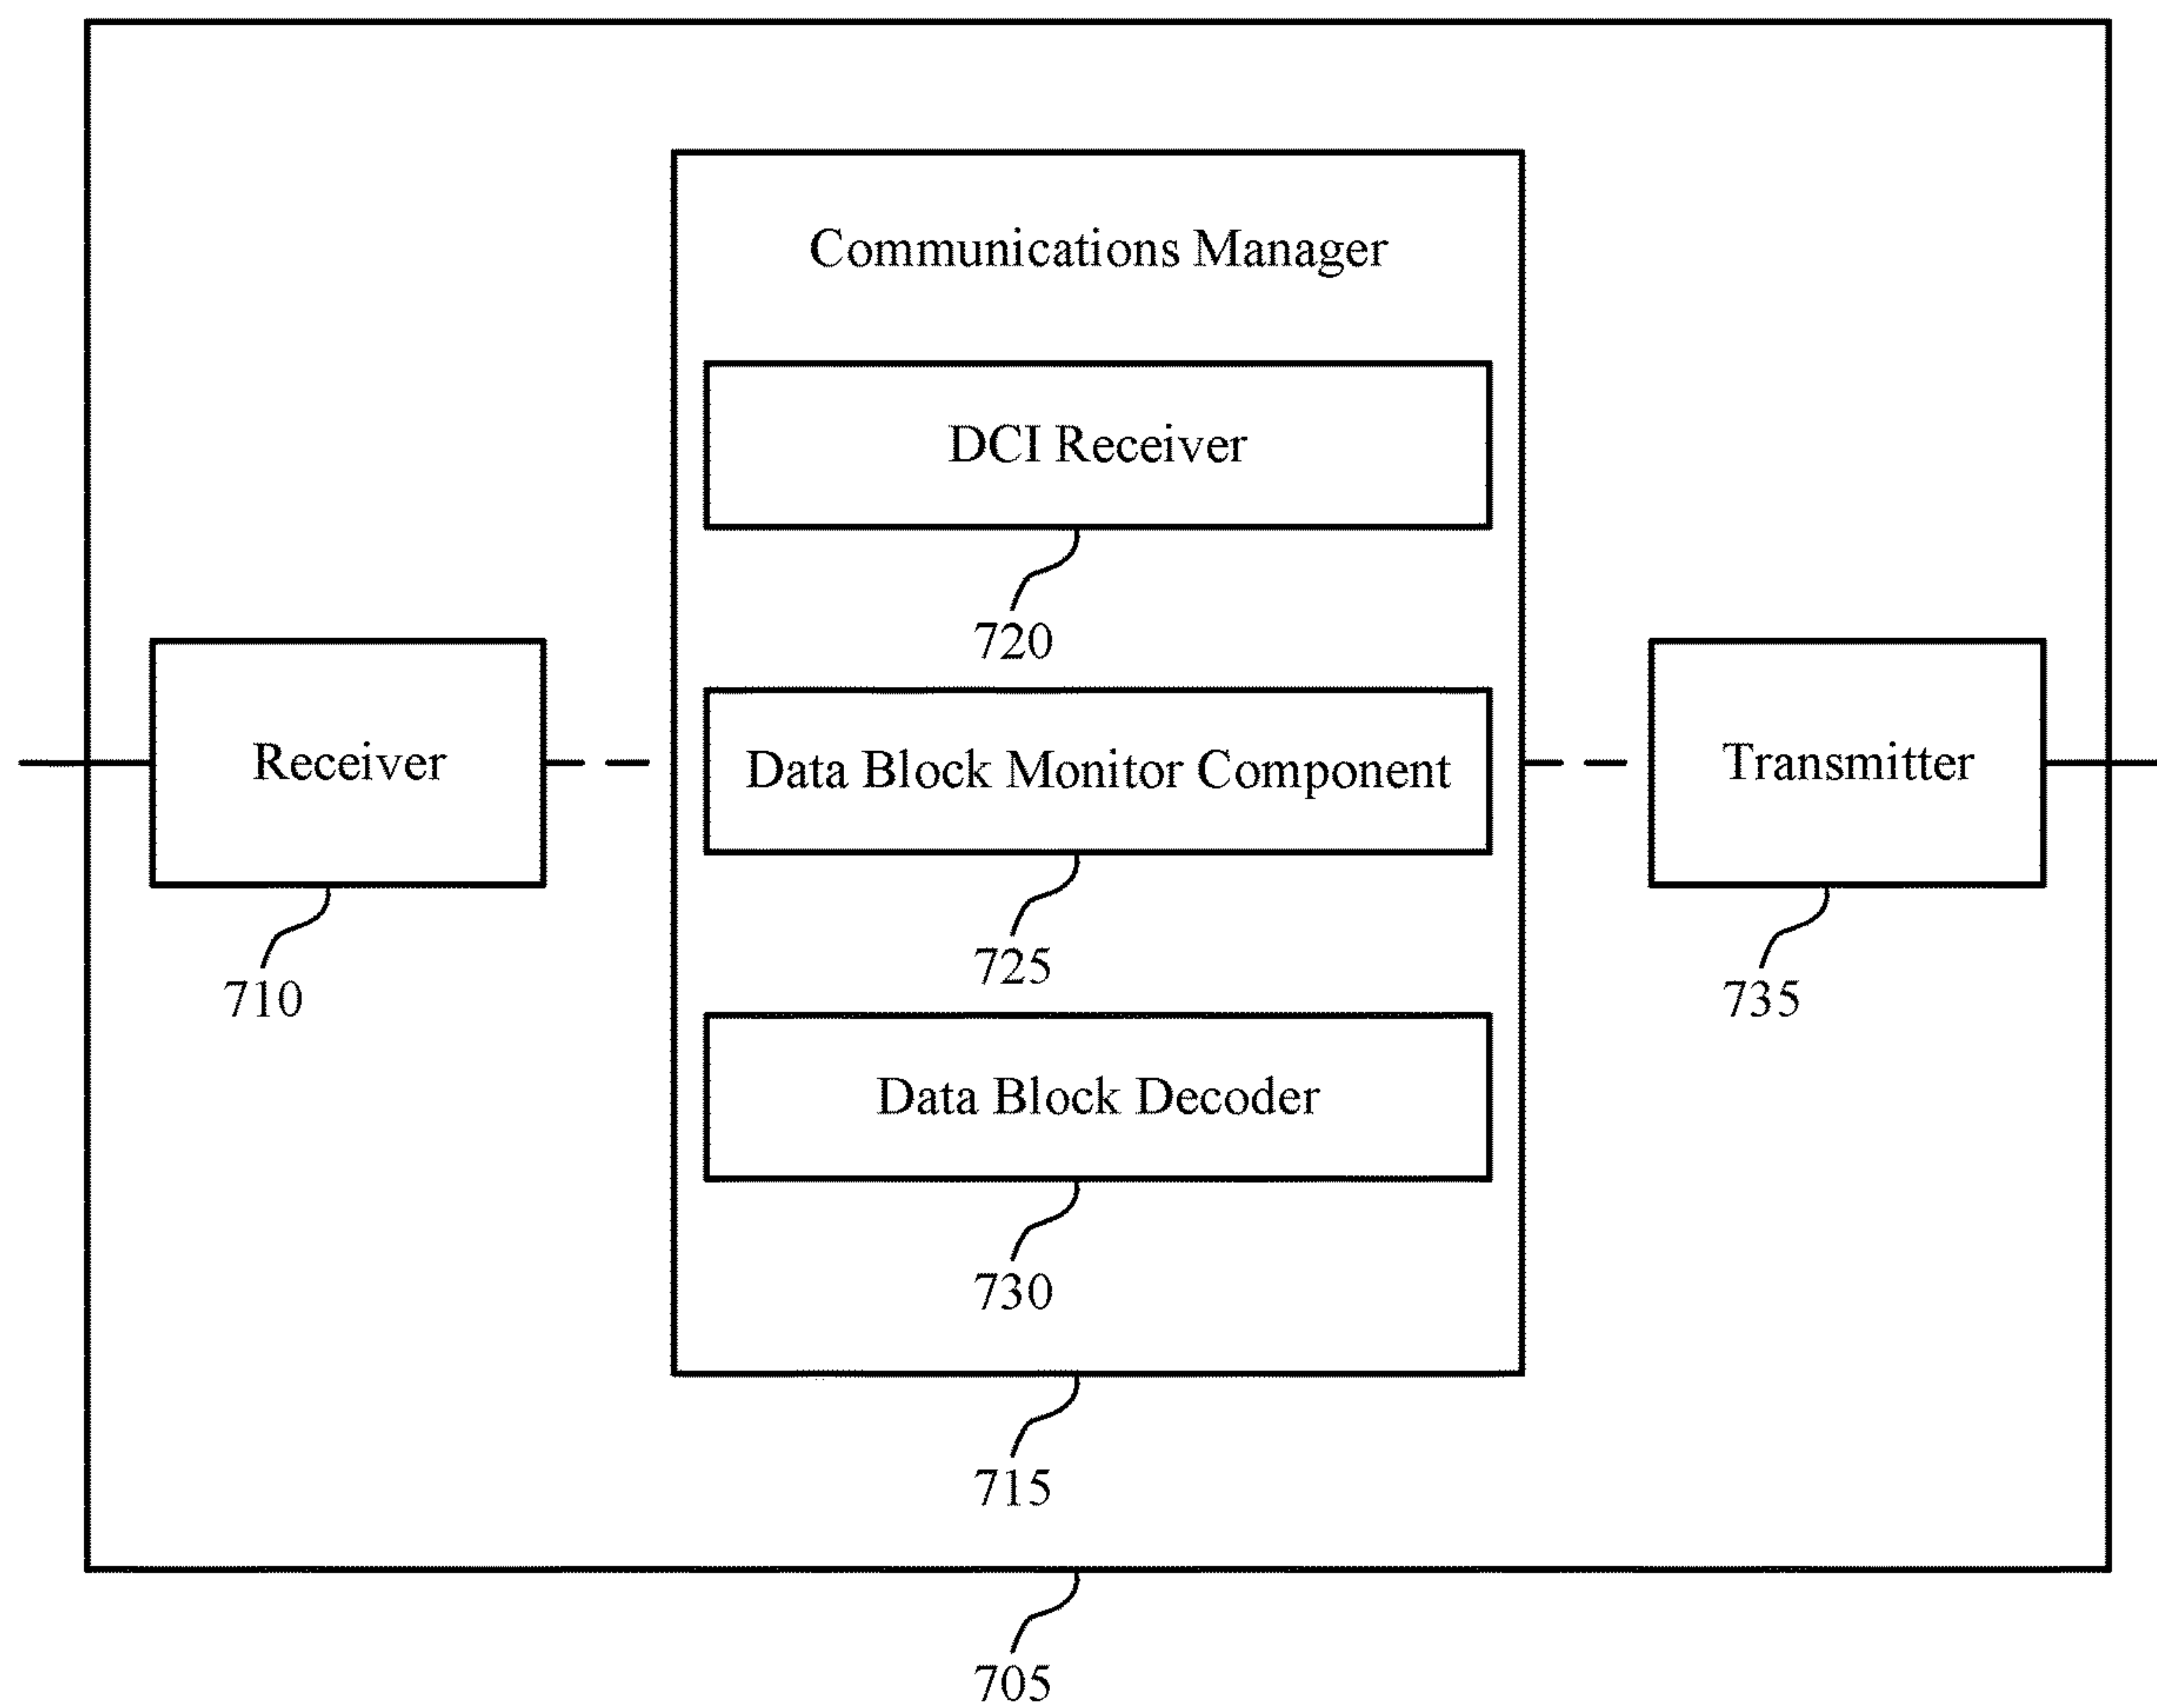 Communications Manager
DCI Receiver
720
Receiver
710
Data Block Monitor Component
725
Transmitter
735
Data Block Decoder
730
715
705